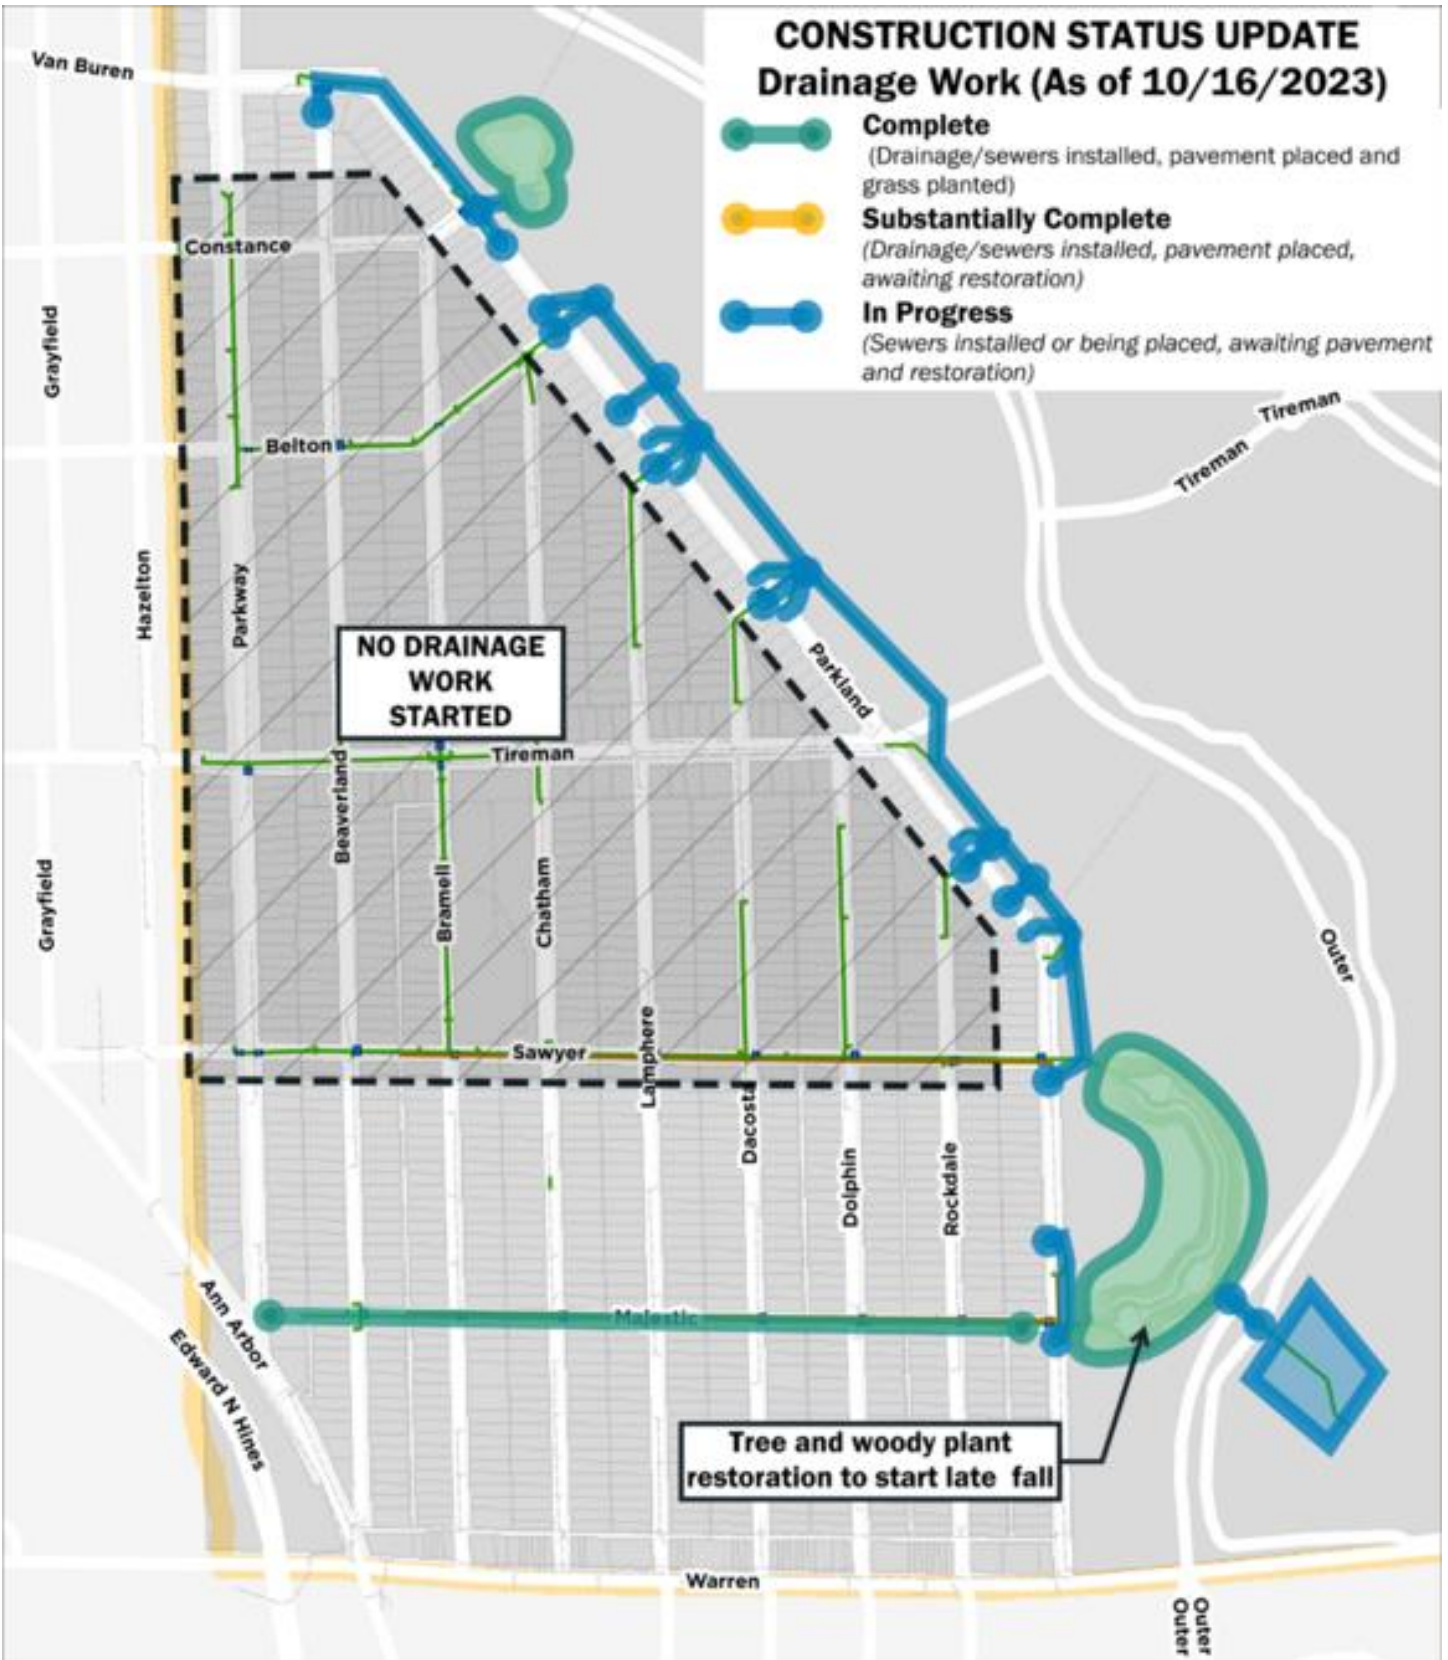 CONSTRUCTION STATUS UPDATE
Drainage Work (As of 10/16/2023)
Complete
(Drainage/sewers installed, pavement placed and
grass planted)
Substantially Complete
(Drainage/sewers installed, pavement placed,
awaiting restoration)
In Progress
(Sewers installed or being placed, awaiting pavement
and restoration)
Van Buren
Constance
Grayfield
Tireman
Tireman
Belton
Hazelton
Parkway
NO DRAINAGE
WORK
STARTED
Parkland
Tireman
Beaverland
Bramell
Chatham
Grayfield
Outer
Sawyer
Lamphere
Dacosta
Dolphin
Rockdale
Ann Arbor
Majestic
Edward N Hines
Tree and woody plant
restoration to start late fall
Warren
Outer
Outer